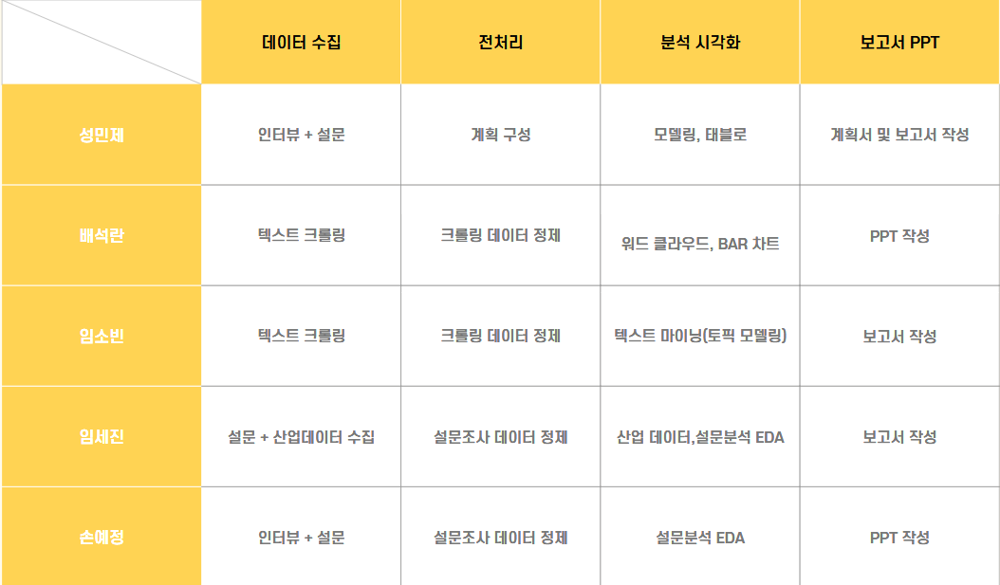 데이터 수집 전처리 분석 시각화 보고서 PPT
성민제 인터뷰 + 설문 계획 구성 모델링, 태블로 계획서 및 보고서 작성
배석란 텍스트 크롤링 크롤링 데이터 정제 워드 클라우드, BAR 차트 PPT 작성
임소빈 텍스트 크롤링 크롤링 데이터 정제 텍스트 마이닝(토픽 모델링) 보고서 작성
임세진 설문 + 산업데이터 수집 설문조사 데이터 정제 산업 데이터,설문분석 EDA 보고서 작성
손예정 인터뷰 + 설문 설문조사 데이터 정제 설문분석 EDA PPT 작성